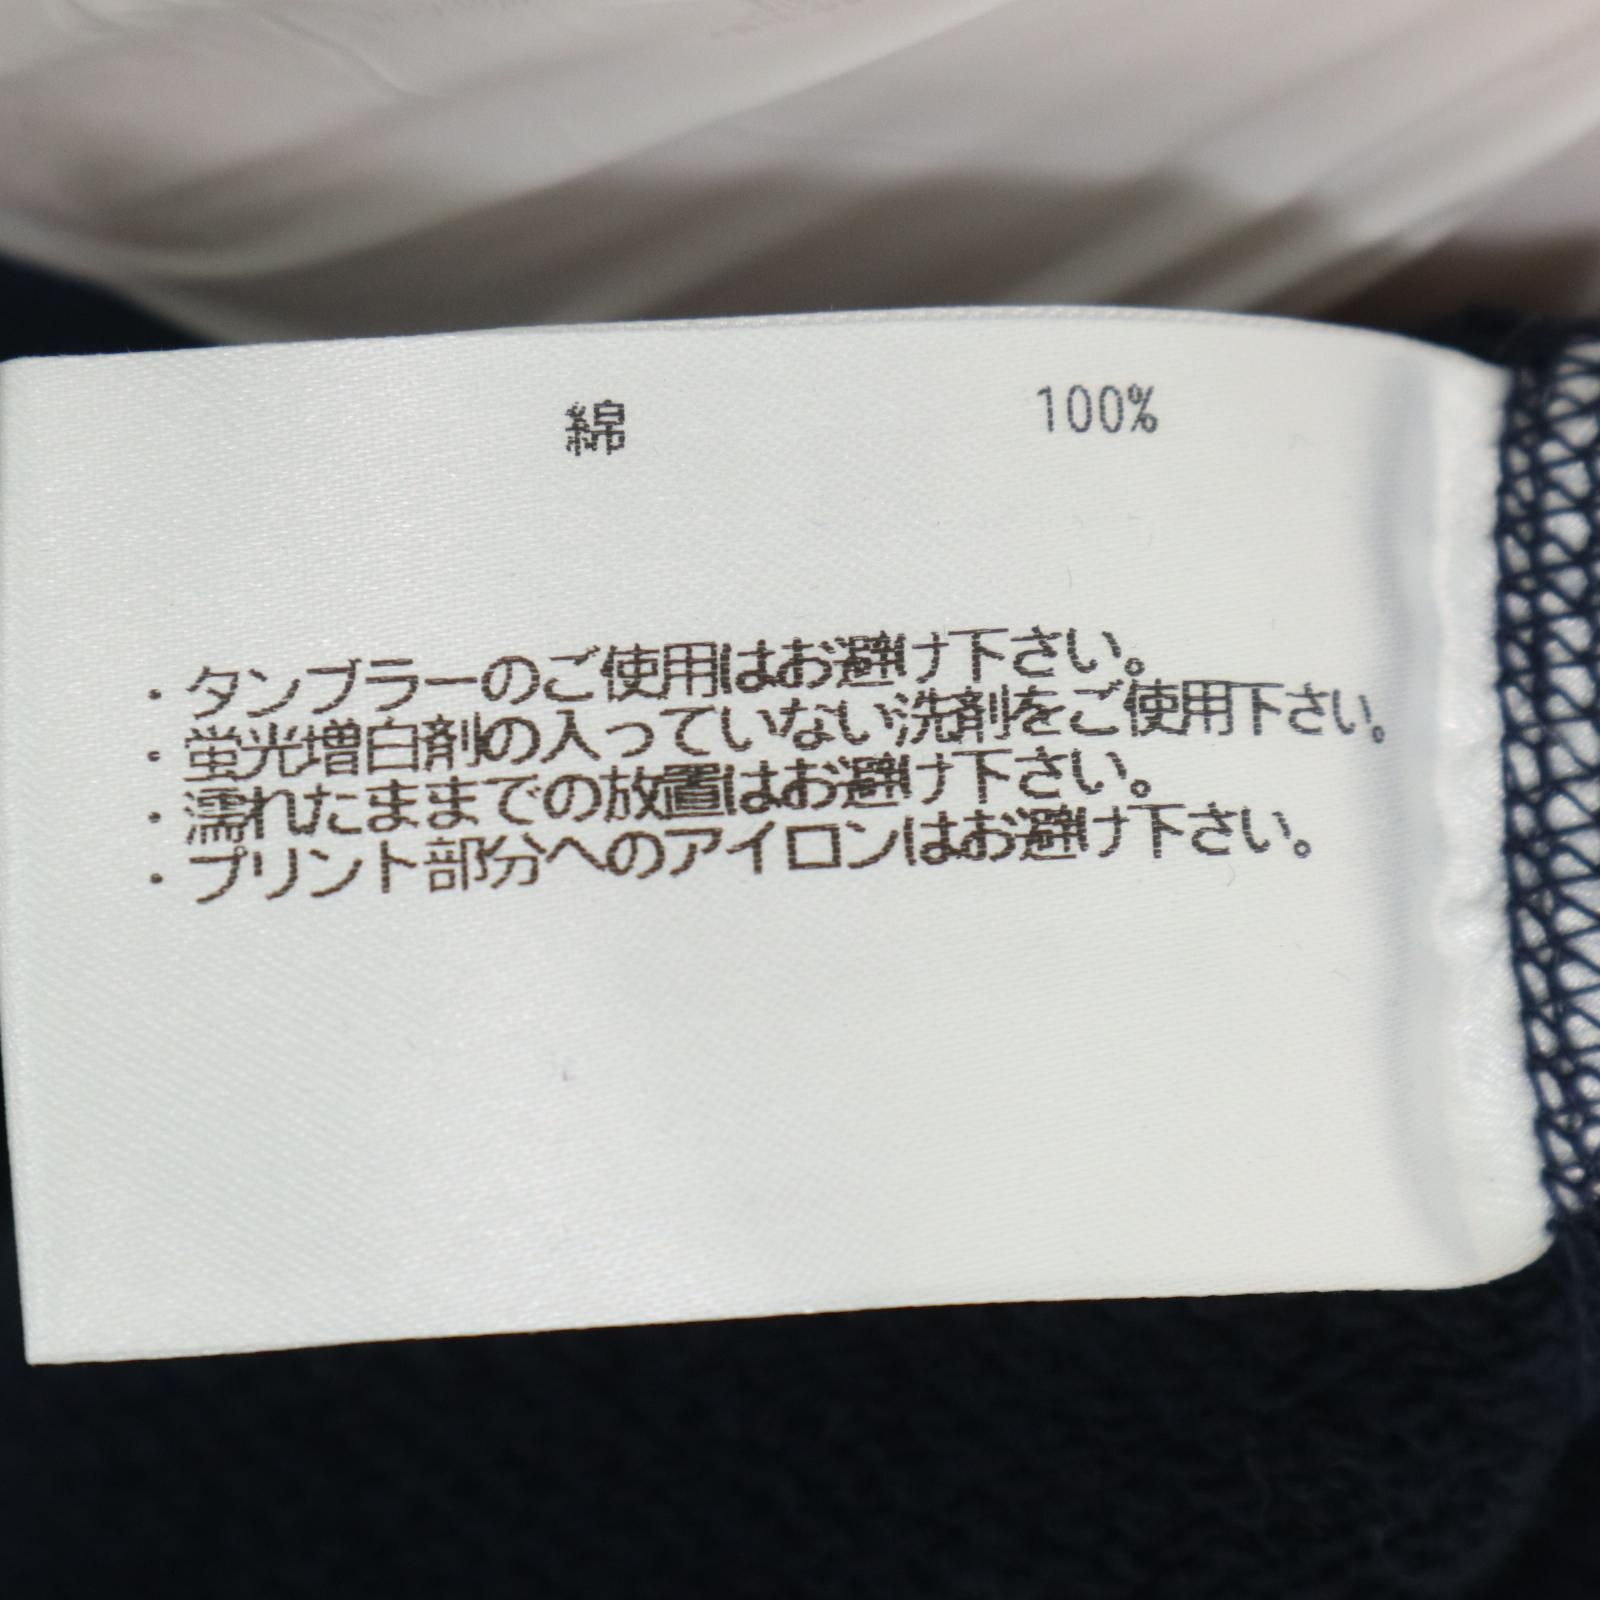 綿 100%
・タンブラーのご使用はお避け下さい。
・蛍光増白剤の入っていない洗剤をご使用下さい。
・濡れたままでの放置はお避け下さい。
・プリント部分へのアイロンはお避け下さい。